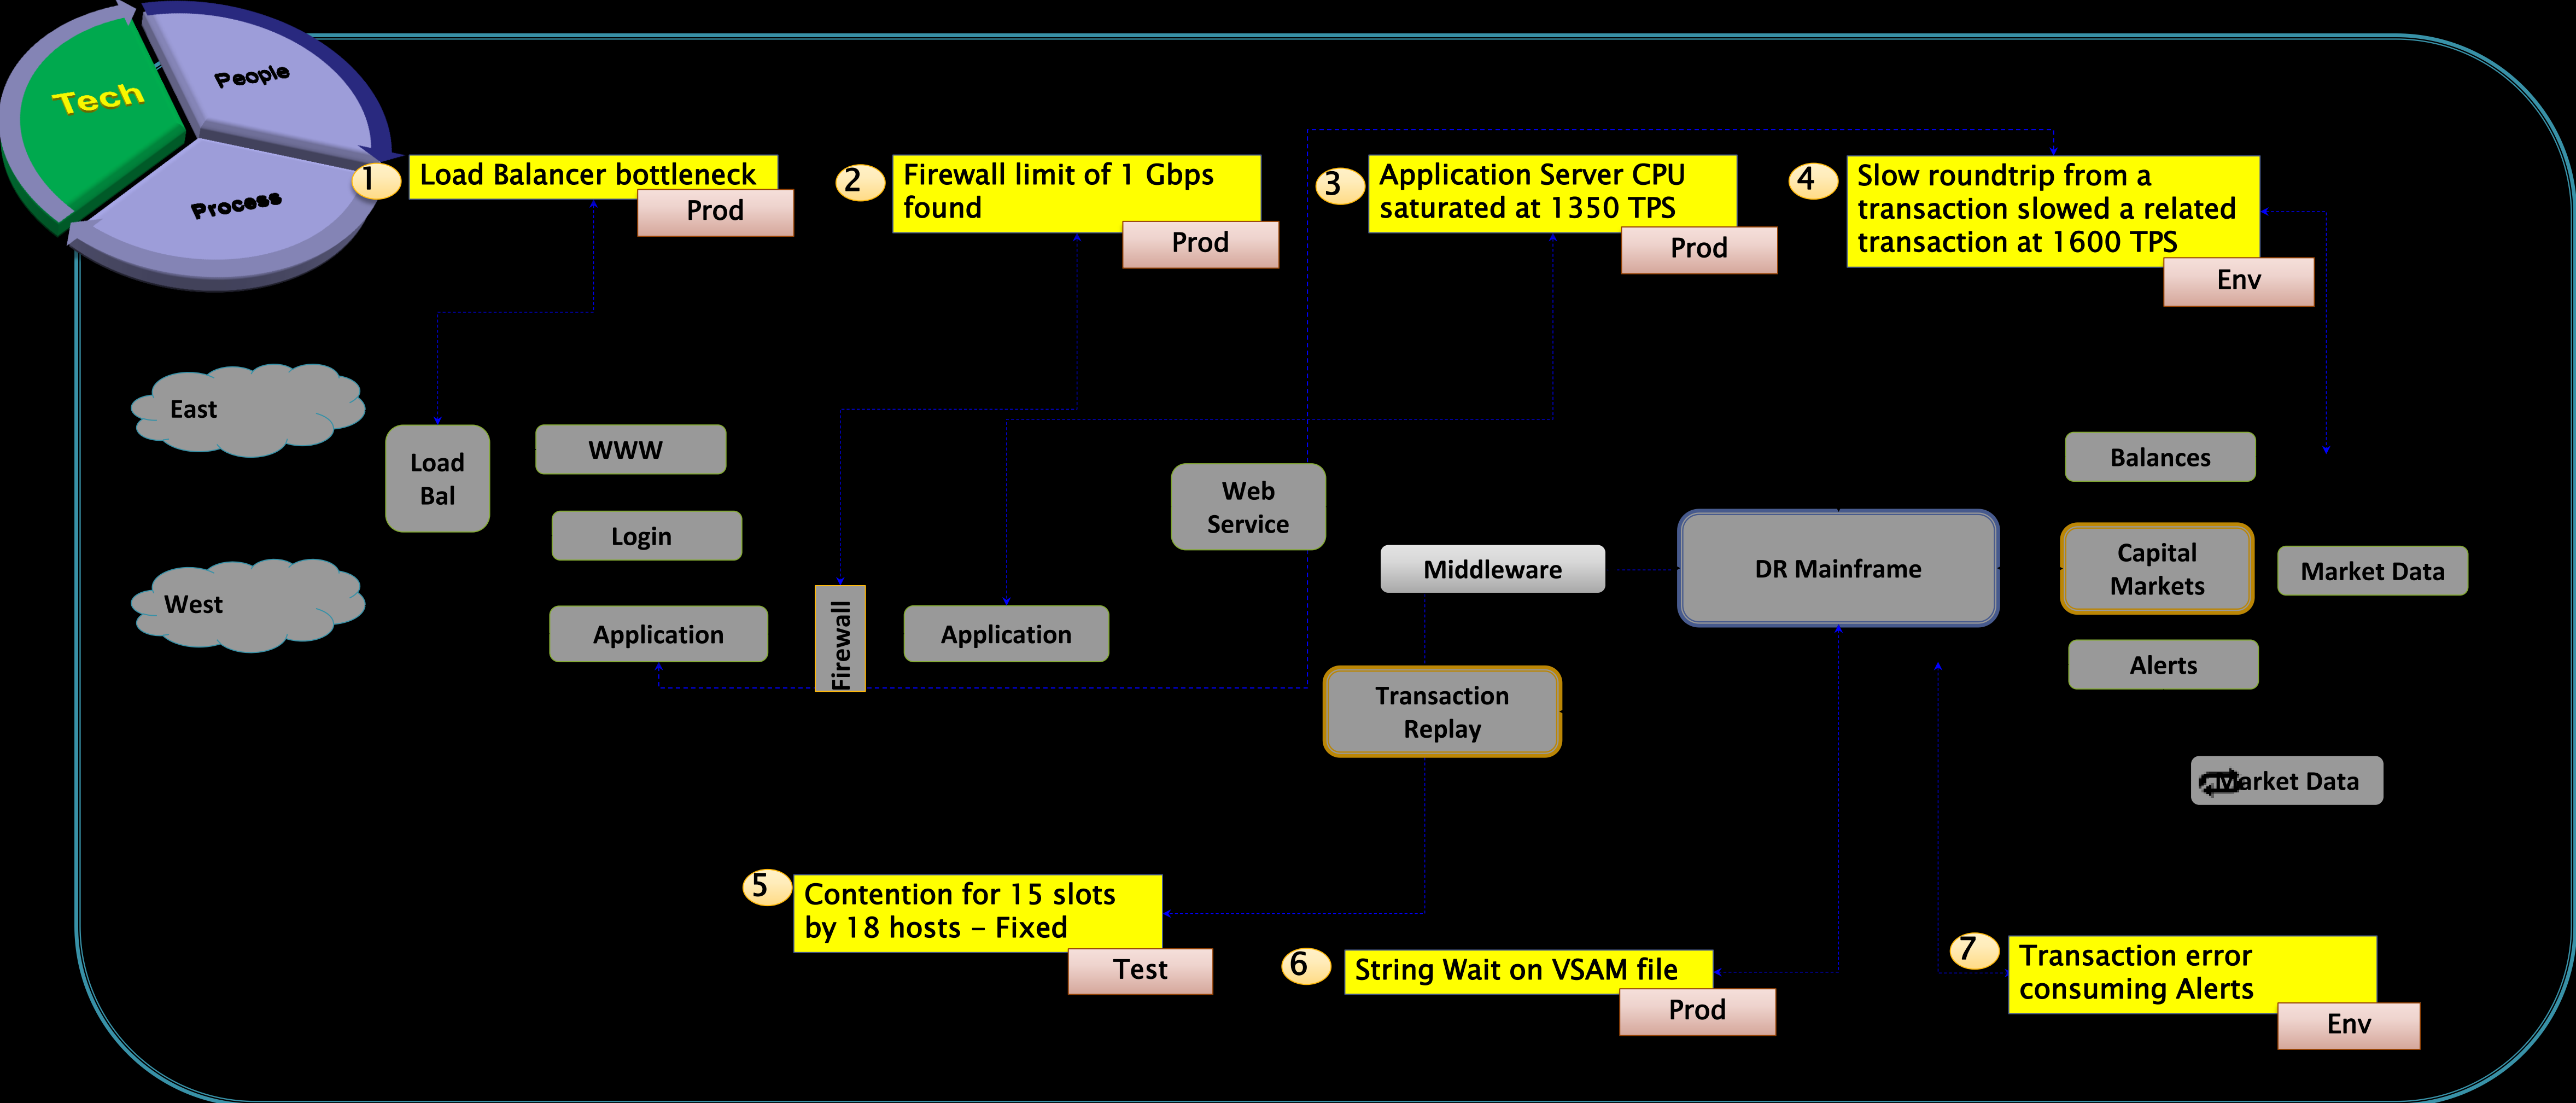 People
Tech
Process
1
Load Balancer bottleneck
Prod
2
Firewall limit of 1 Gbps
found
Prod
3
Application Server CPU
saturated at 1350 TPS
Prod
4
Slow roundtrip from a
transaction slowed a related
transaction at 1600 TPS
Env
East
West
Load
Bal
WWW
Login
Application
Firewall
Application
Web
Service
Middleware
Transaction
Replay
DR Mainframe
Balances
Capital
Markets
Market Data
Alerts
Market Data
5
Contention for 15 slots
by 18 hosts – Fixed
Test
6
String Wait on VSAM file
Prod
7
Transaction error
consuming Alerts
Env